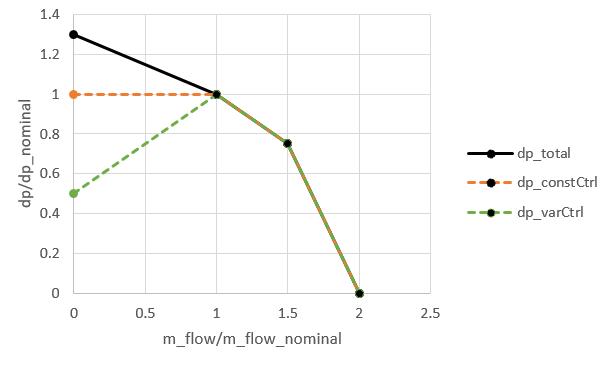 1.4
1.2
1
0.8
0.6
0.4
0.2
0
dp/dp_nominal
0 0.5 1 1.5 2 2.5
m_flow/m_flow_nominal
dp_total
dp_constCtrl
dp_varCtrl